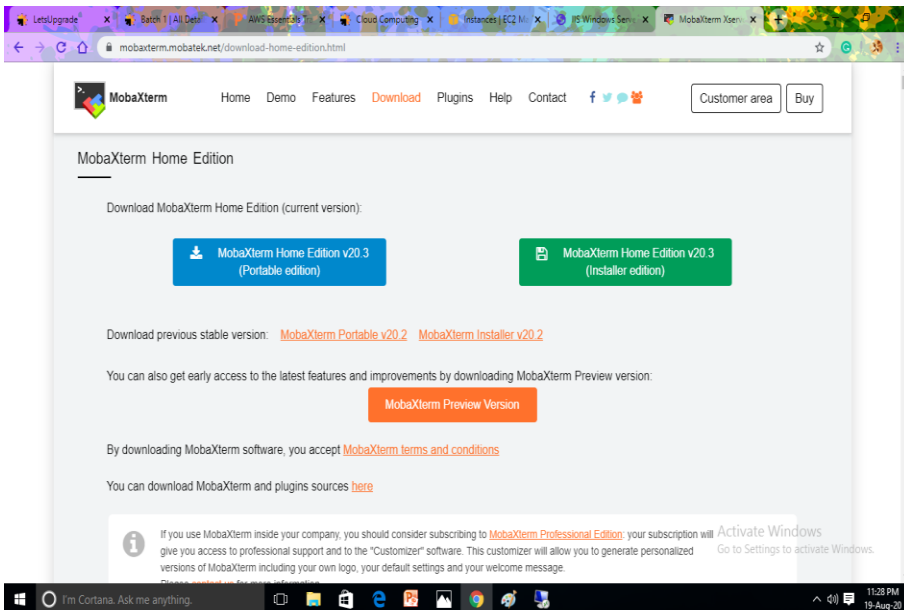 LetsUpgrade
Batch 1 | All Deta
AWS Essentials Tra
Cloud Computing
Instances | EC2 M
IIS Windows Serv
MobaXterm Xserv
mobaxterm.mobatek.net/download-home-edition.html
MobaXterm Home Demo Features Download Plugins Help Contact Customer area Buy
MobaXterm Home Edition
Download MobaXterm Home Edition (current version):
MobaXterm Home Edition v20.3
(Portable edition)
MobaXterm Home Edition v20.3
(Installer edition)
Download previous stable version: MobaXterm Portable v20.2 MobaXterm Installer v20.2
You can also get early access to the latest features and improvements by downloading MobaXterm Preview version:
MobaXterm Preview Version
By downloading MobaXterm software, you accept MobaXterm terms and conditions
You can download MobaXterm and plugins sources here
If you use MobaXterm inside your company, you should consider subscribing to MobaXterm Professional Edition: your subscription will
give you access to professional support and to the "Customizer" software. This customizer will allow you to generate personalized
versions of MobaXterm including your own logo, your default settings and your welcome message.
Please contact us for more information.
Activate Windows
Go to Settings to activate Windows.
I'm Cortana. Ask me anything.
11:28 PM
19-Aug-20